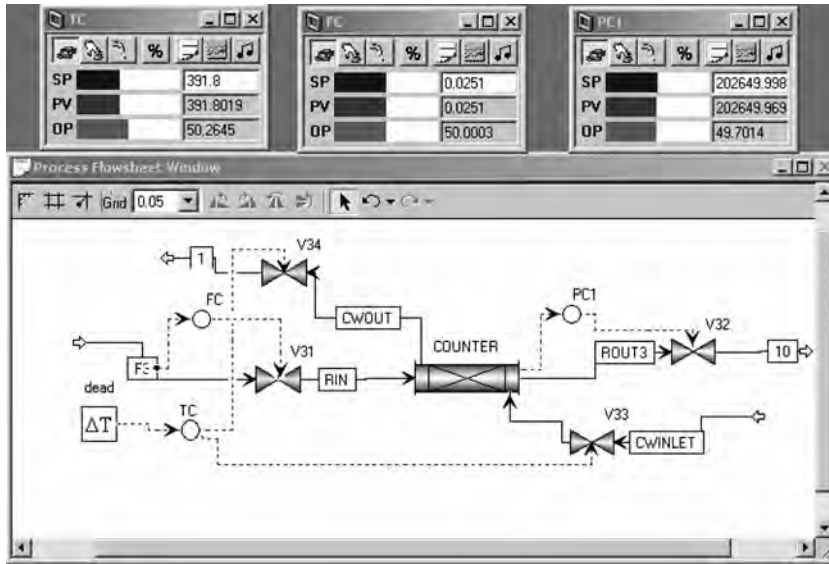 TC
FC
PC1
%
%
%
SP 391.8
PV 391.8019
OP 50.2645
SP 0.0251
PV 0.0251
OP 50.0003
SP 202649.998
PV 202649.969
OP 49.7014
Process Flowsheet Window
Grid 0.05
V34
1
FC
PC1
CWOUT
V32
COUNTER
V31
ROUT3
10
F3
RIN
dead
TC
V33
ΔT
CWINLET